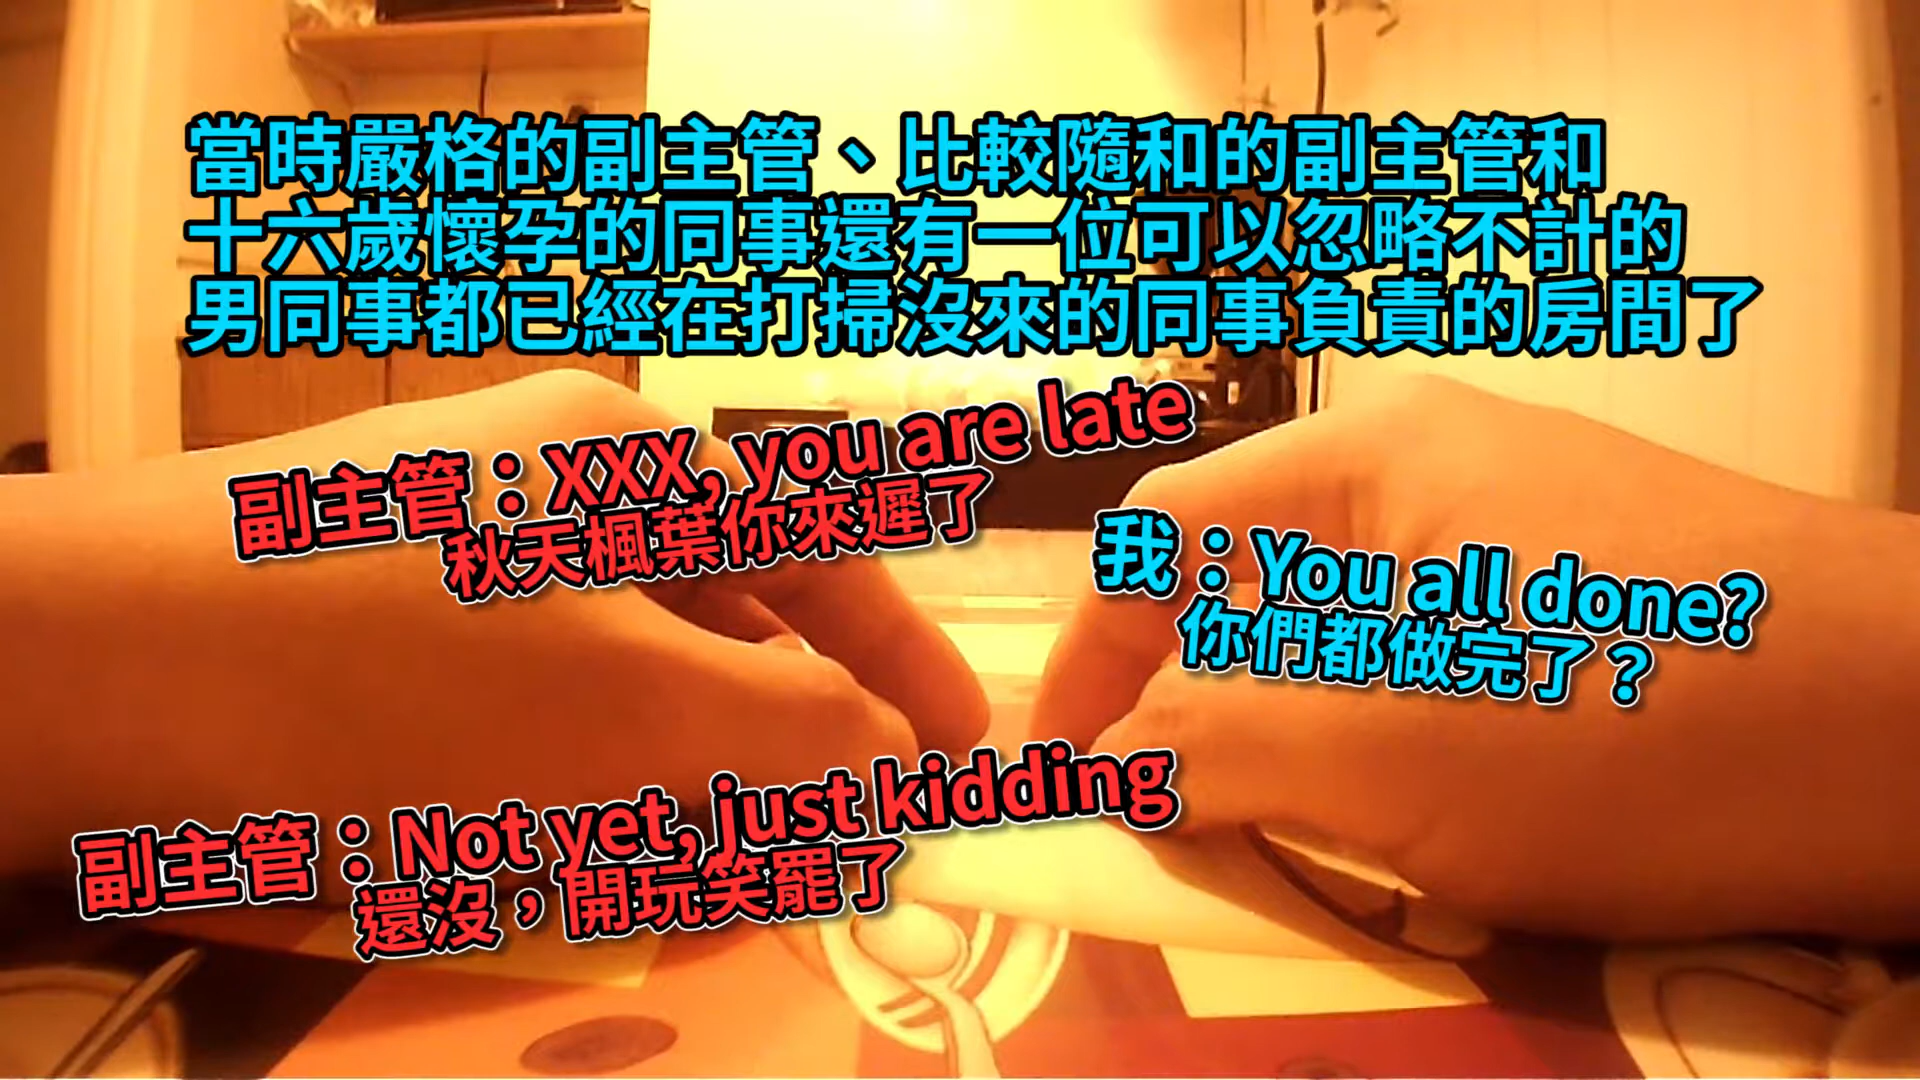 當時嚴格的副主管、比較隨和的副主管和
十六歲懷孕的同事還有一位可以忽略不計的
男同事都已經在打掃沒來的同事負責的房間了
副主管：XXX, you are late
秋天楓葉你來遲了
我：You all done?
你們都做完了？
副主管：Not yet, just kidding
還沒，開玩笑罷了